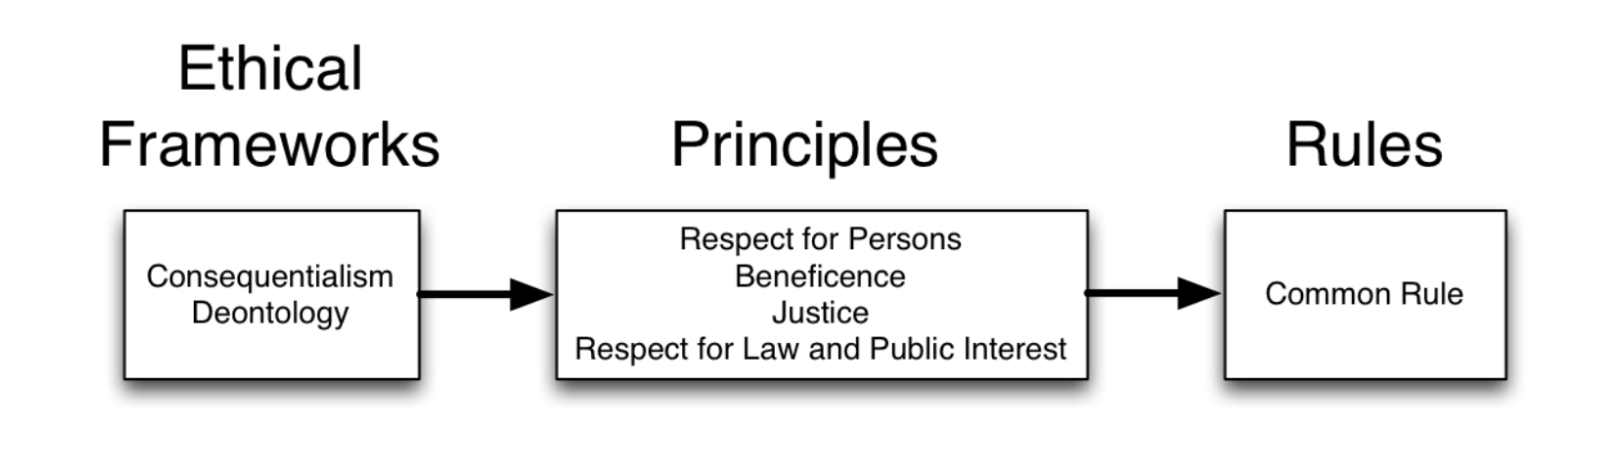 Ethical
Frameworks
Principles
Rules
Consequentialism
Deontology
Respect for Persons
Beneficence
Justice
Respect for Law and Public Interest
Common Rule